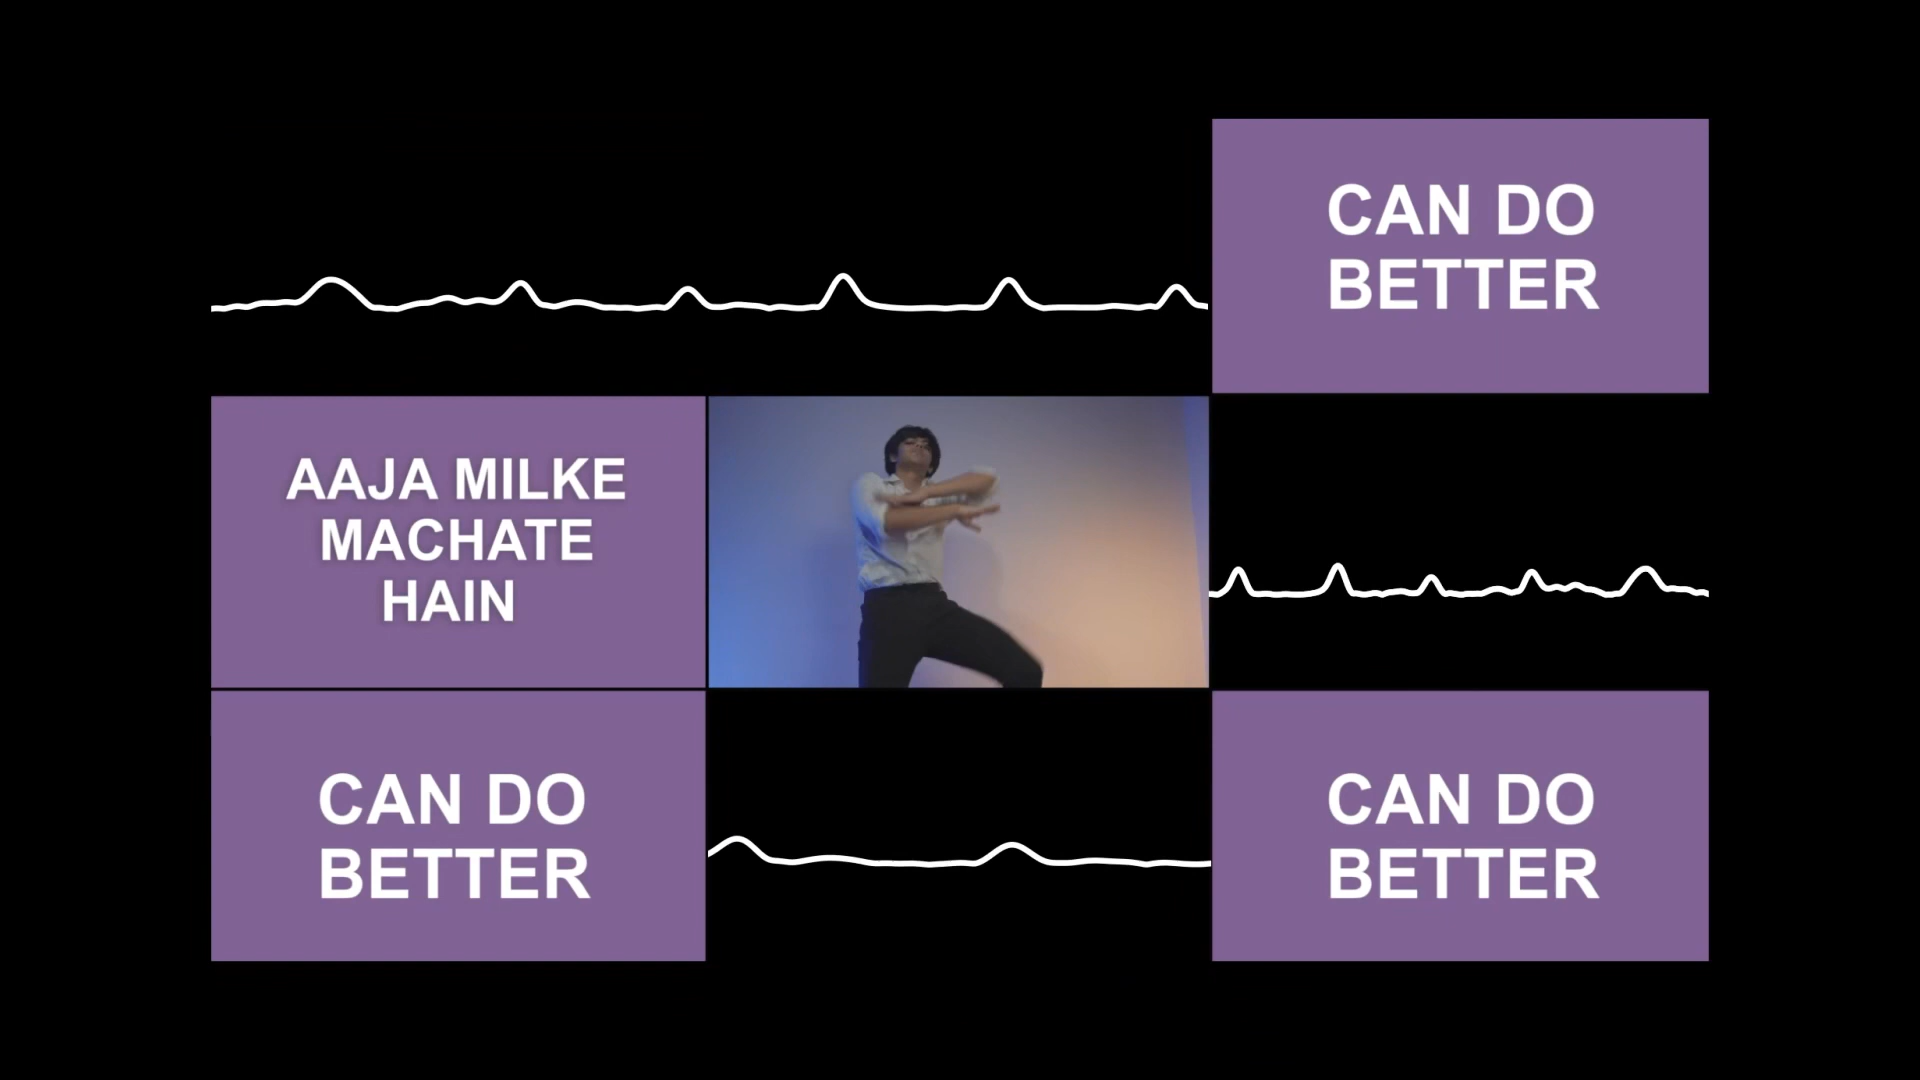 CAN DO
BETTER
AAJA MILKE
MACHATE
HAIN
CAN DO
BETTER
CAN DO
BETTER